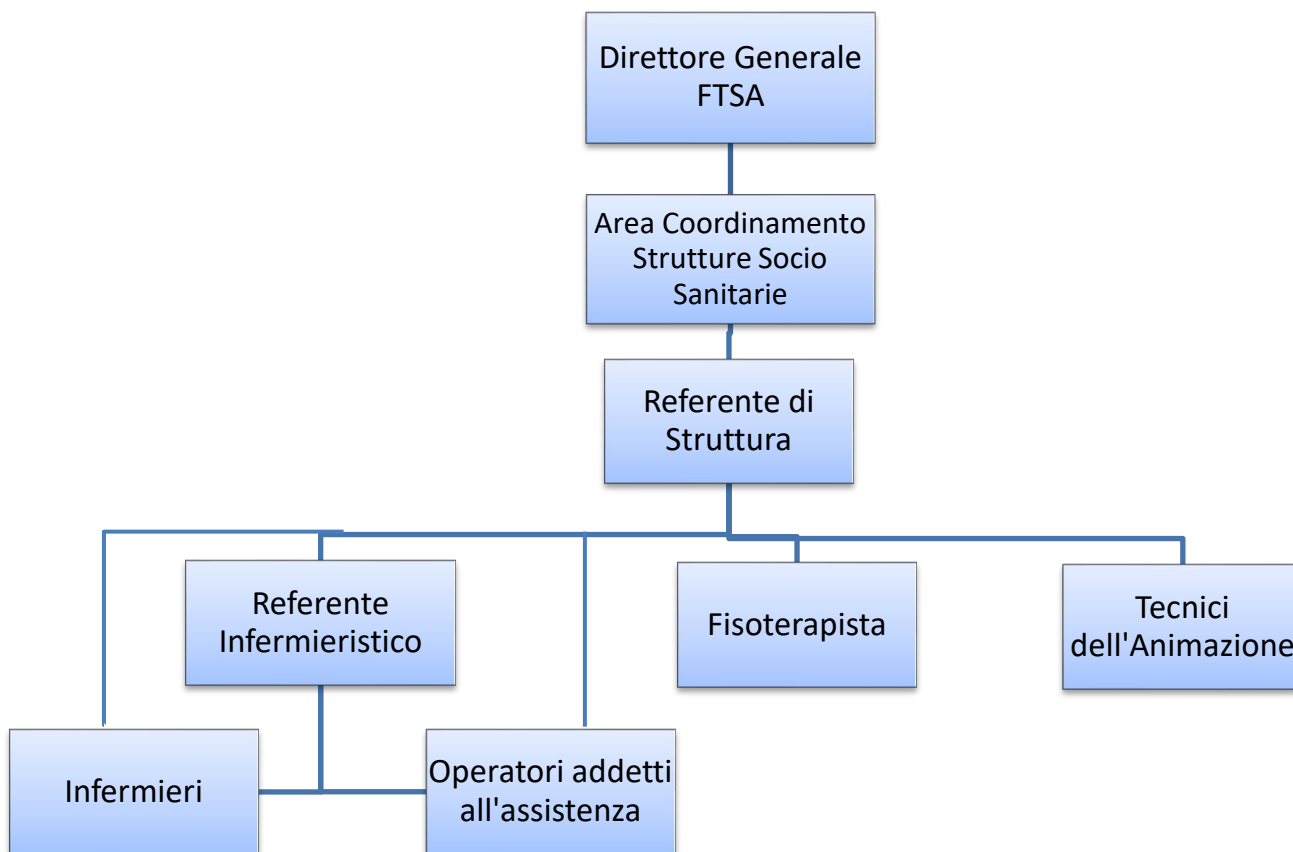 Direttore Generale
FTSA
Area Coordinamento
Strutture Socio
Sanitarie
Referente di
Struttura
Referente
Infermieristico
Fisoterapista
Tecnici
dell'Animazione
Infermieri
Operatori addetti
all'assistenza